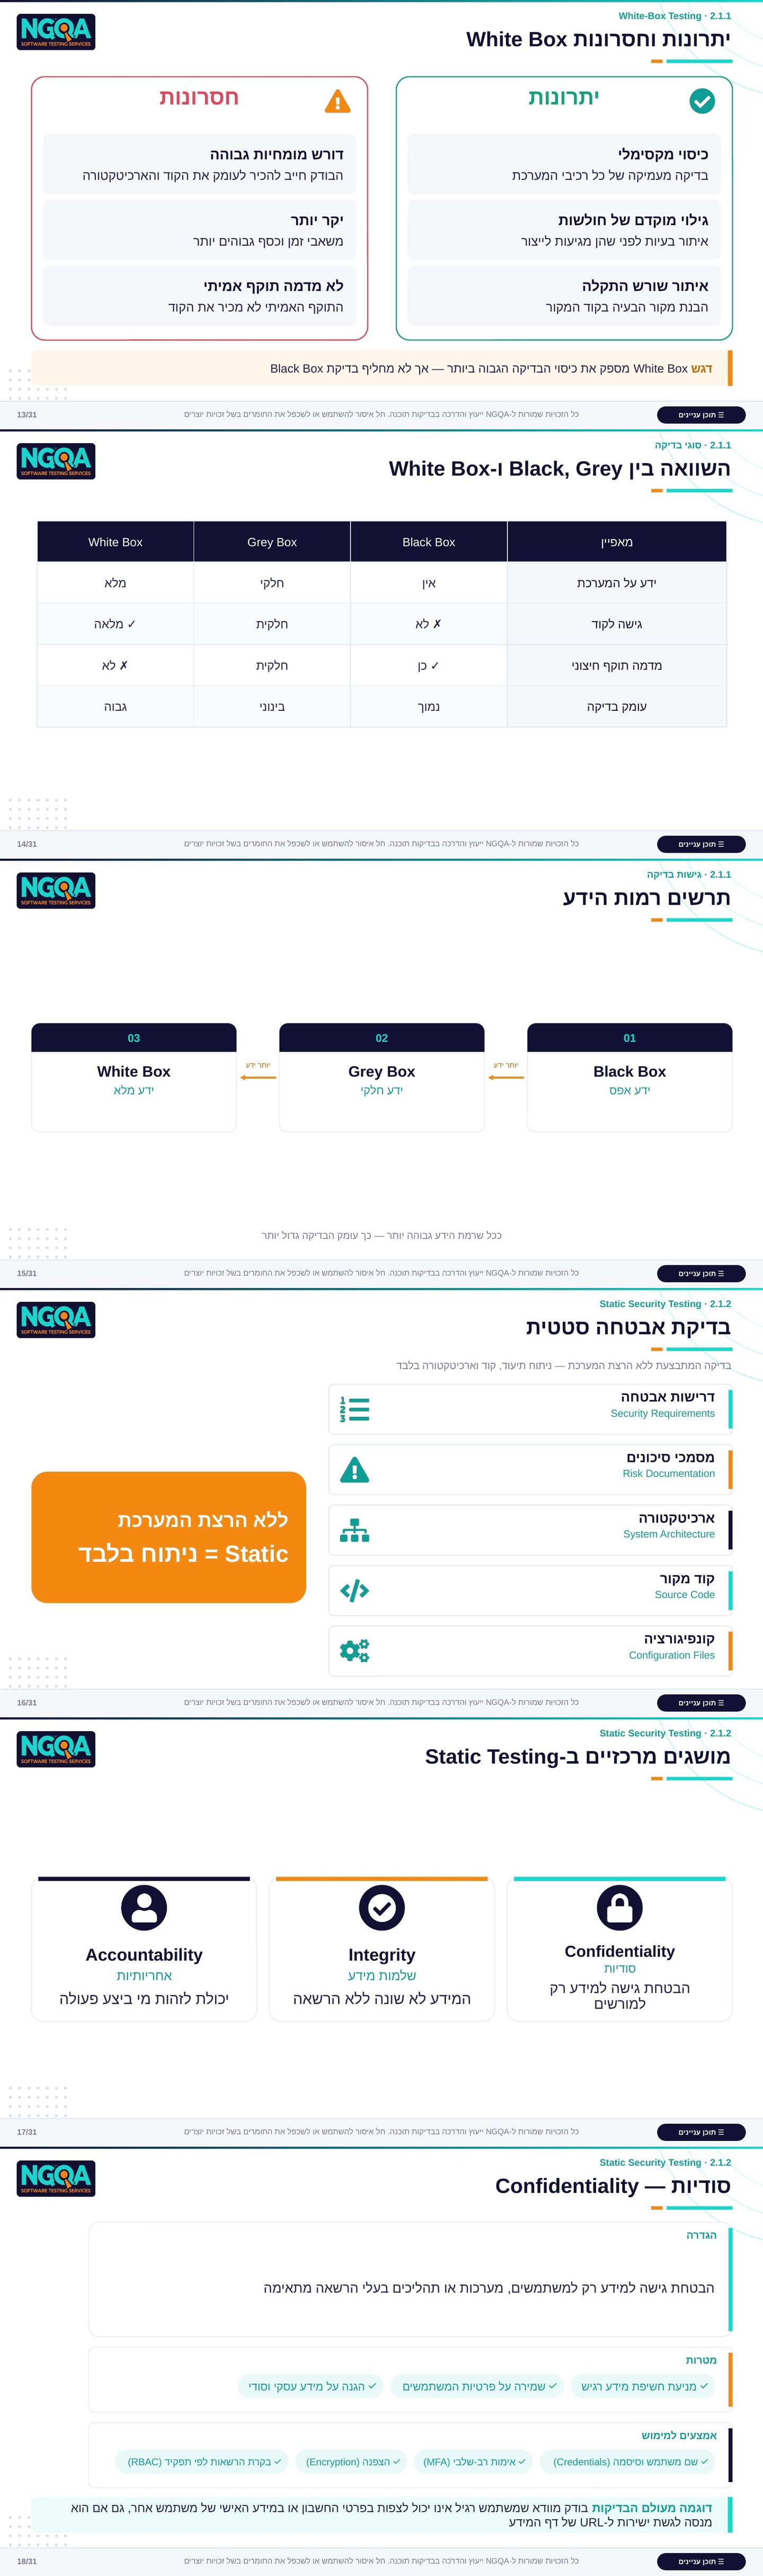 White-Box Testing · 2.1.1
NGQA
SOFTWARE TESTING SERVICES
יתרונות וחסרונות White Box
יתרונות
כיסוי מקסימלי
בדיקה מעמיקה של כל רכיבי המערכת
גילוי מוקדם של חולשות
איתור בעיות לפני שהן מגיעות לייצור
איתור שורש התקלה
הבנת מקור הבעיה בקוד המקור
חסרונות
דורש מומחיות גבוהה
הבודק חייב להכיר לעומק את הקוד והארכיטקטורה
יקר יותר
משאבי זמן וכסף גבוהים יותר
לא מדמה תוקף אמיתי
התוקף האמיתי לא מכיר את הקוד
דגש White Box מספק את כיסוי הבדיקה הגבוה ביותר — אך לא מחליף בדיקת Black Box
☰ תוכן עניינים
כל הזכויות שמורות ל-NGQA ייעוץ והדרכה בבדיקות תוכנה. חל איסור להשתמש או לשכפל את החומרים בשל זכויות יוצרים
13/31
2.1.1 · סוגי בדיקה
NGQA
SOFTWARE TESTING SERVICES
השוואה בין Black, Grey ו-White Box
מאפיין Black Box Grey Box White Box
ידע על המערכת אין חלקי מלא
גישה לקוד ✗ לא חלקית ✓ מלאה
מדמה תוקף חיצוני ✓ כן חלקית ✗ לא
עומק בדיקה נמוך בינוני גבוה
☰ תוכן עניינים
כל הזכויות שמורות ל-NGQA ייעוץ והדרכה בבדיקות תוכנה. חל איסור להשתמש או לשכפל את החומרים בשל זכויות יוצרים
14/31
2.1.1 · גישות בדיקה
NGQA
SOFTWARE TESTING SERVICES
תרשים רמות הידע
01
Black Box
ידע אפס
יותר ידע
02
Grey Box
ידע חלקי
יותר ידע
03
White Box
ידע מלא
ככל שרמת הידע גבוהה יותר — כך עומק הבדיקה גדול יותר
☰ תוכן עניינים
כל הזכויות שמורות ל-NGQA ייעוץ והדרכה בבדיקות תוכנה. חל איסור להשתמש או לשכפל את החומרים בשל זכויות יוצרים
15/31
Static Security Testing · 2.1.2
NGQA
SOFTWARE TESTING SERVICES
בדיקת אבטחה סטטית
בדיקה המתבצעת ללא הרצת המערכת — ניתוח תיעוד, קוד וארכיטקטורה בלבד
דרישות אבטחה
Security Requirements
1
2
3
מסמכי סיכונים
Risk Documentation
ארכיטקטורה
System Architecture
קוד מקור
Source Code
קונפיגורציה
Configuration Files
ללא הרצת המערכת
Static = ניתוח בלבד
☰ תוכן עניינים
כל הזכויות שמורות ל-NGQA ייעוץ והדרכה בבדיקות תוכנה. חל איסור להשתמש או לשכפל את החומרים בשל זכויות יוצרים
16/31
Static Security Testing · 2.1.2
NGQA
SOFTWARE TESTING SERVICES
מושגים מרכזיים ב-Static Testing
Confidentiality
סודיות
הבטחת גישה למידע רק
למורשים
Integrity
שלמות מידע
המידע לא שונה ללא הרשאה
Accountability
אחריותיות
יכולת לזהות מי ביצע פעולה
☰ תוכן עניינים
כל הזכויות שמורות ל-NGQA ייעוץ והדרכה בבדיקות תוכנה. חל איסור להשתמש או לשכפל את החומרים בשל זכויות יוצרים
17/31
Static Security Testing · 2.1.2
NGQA
SOFTWARE TESTING SERVICES
סודיות — Confidentiality
הגדרה
הבטחת גישה למידע רק למשתמשים, מערכות או תהליכים בעלי הרשאה מתאימה
מטרות
✓ מניעת חשיפת מידע רגיש ✓ שמירה על פרטיות המשתמשים ✓ הגנה על מידע עסקי וסודי
אמצעים למימוש
✓ שם משתמש וסיסמה (Credentials) ✓ אימות רב-שלבי (MFA) ✓ הצפנה (Encryption) ✓ בקרת הרשאות לפי תפקיד (RBAC)
דוגמה מעולם הבדיקות בודק מוודא שמשתמש רגיל אינו יכול לצפות בפרטי החשבון או במידע האישי של משתמש אחר, גם אם הוא
מנסה לגשת ישירות ל-URL של דף המידע
☰ תוכן עניינים
כל הזכויות שמורות ל-NGQA ייעוץ והדרכה בבדיקות תוכנה. חל איסור להשתמש או לשכפל את החומרים בשל זכויות יוצרים
18/31